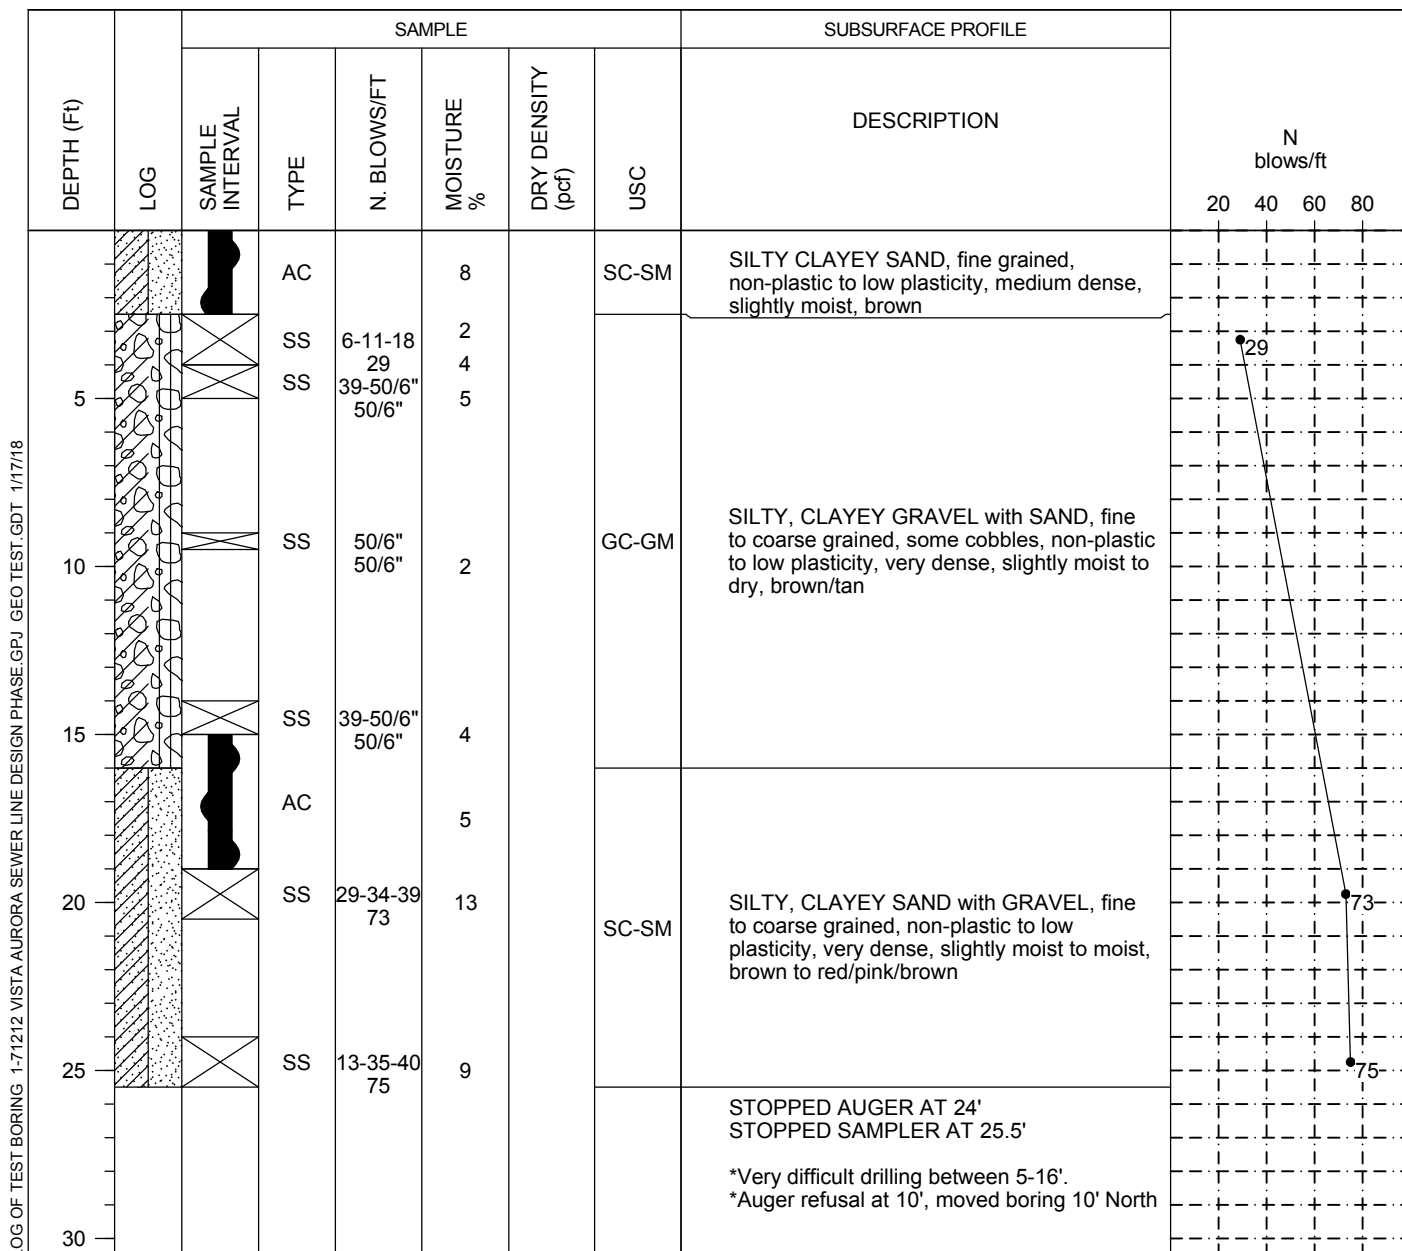 SAMPLE
SUBSURFACE PROFILE
DEPTH (Ft)
LOG
SAMPLE
INTERVAL
TYPE
N. BLOWS/FT
MOISTURE
%
DRY DENSITY
(pcf)
USC
DESCRIPTION
N
blows/ft
20 40 60 80
AC 8 SC-SM
SILTY CLAYEY SAND, fine grained,
non-plastic to low plasticity, medium dense,
slightly moist, brown
SS 6-11-18 2
29 4
29
SS 39-50/6"
5 50/6" 5
SS 50/6" GC-GM
10 50/6" 2
SILTY, CLAYEY GRAVEL with SAND, fine
to coarse grained, some cobbles, non-plastic
to low plasticity, very dense, slightly moist to
dry, brown/tan
SS 39-50/6"
15 50/6" 4
AC 5
SS 29-34-39
20 73 13
73
SC-SM
SILTY, CLAYEY SAND with GRAVEL, fine
to coarse grained, non-plastic to low
plasticity, very dense, slightly moist to moist,
brown to red/pink/brown
SS 13-35-40
25 75 9
75
STOPPED AUGER AT 24'
STOPPED SAMPLER AT 25.5'
*Very difficult drilling between 5-16'.
*Auger refusal at 10', moved boring 10' North
30
LOG OF TEST BORING 1-71212 VISTA AURORA SEWER LINE DESIGN PHASE.GPJ GEO TEST.GDT 1/17/18